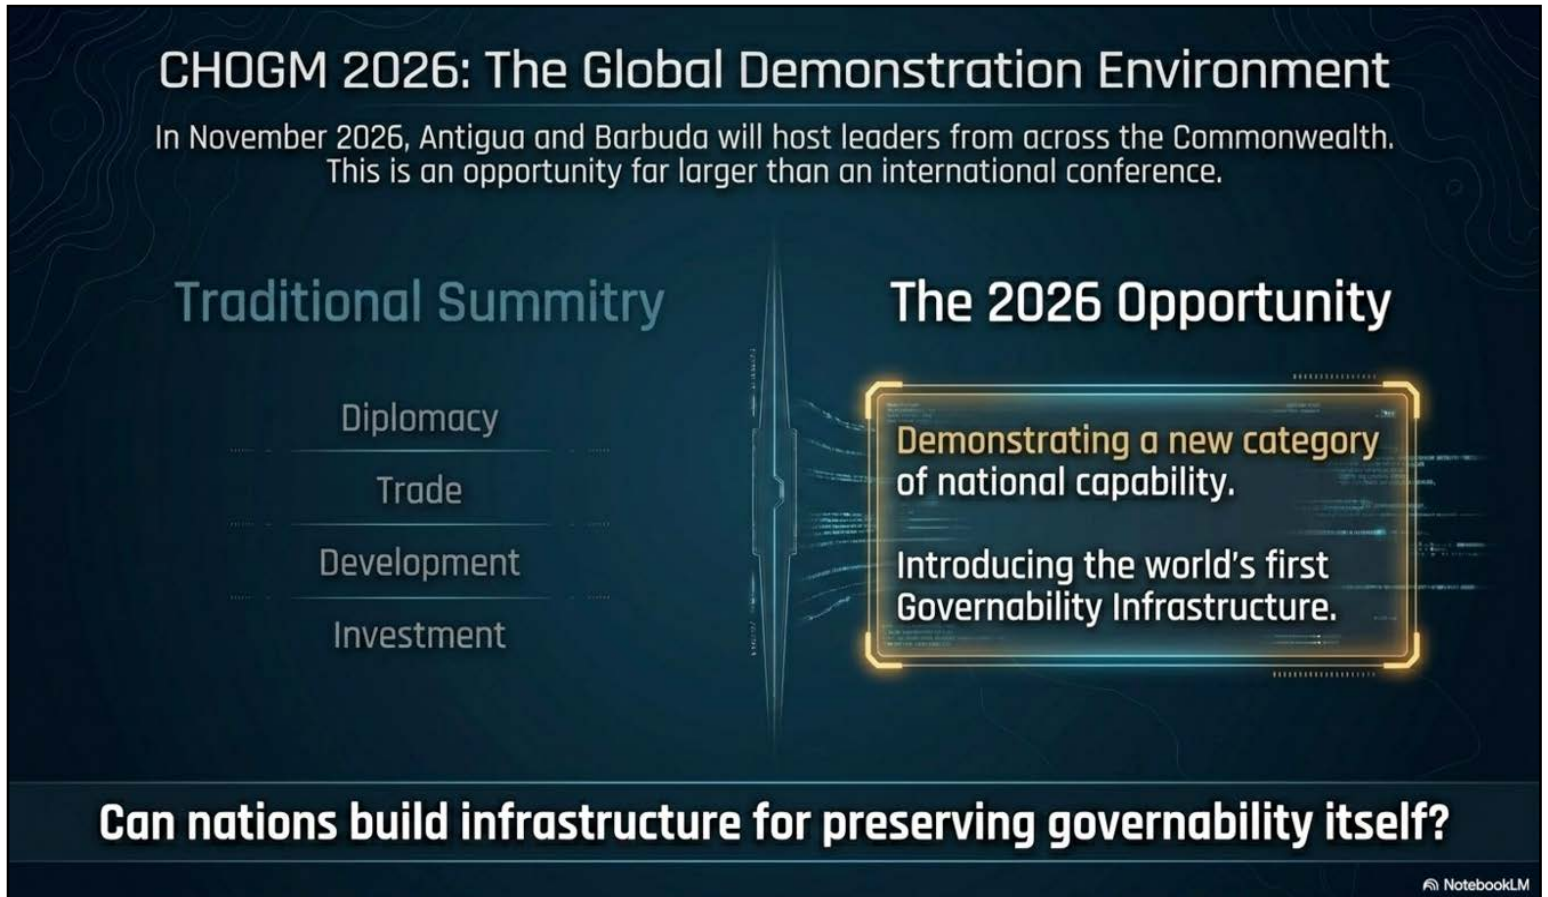 CHOGM 2026: The Global Demonstration Environment
In November 2026, Antigua and Barbuda will host leaders from across the Commonwealth.
This is an opportunity far larger than an international conference.
Traditional Summitry
Diplomacy
Trade
Development
Investment
The 2026 Opportunity
Demonstrating a new category
of national capability.
Introducing the world's first
Governability Infrastructure.
Can nations build infrastructure for preserving governability itself?
NotebookLM